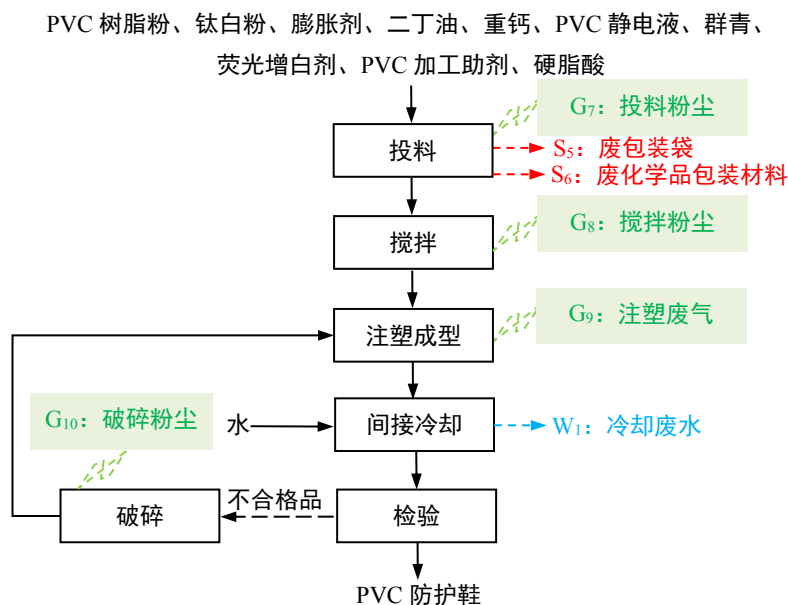 PVC 树脂粉、钛白粉、膨胀剂、二丁油、重钙、PVC 静电液、群青、
荧光增白剂、PVC 加工助剂、硬脂酸
G₇：投料粉尘
投料
S₅：废包装袋
S₆：废化学品包装材料
搅拌
G₈：搅拌粉尘
注塑成型
G₉：注塑废气
G₁₀：破碎粉尘
水
间接冷却
W₁：冷却废水
破碎
不合格品
检验
PVC 防护鞋